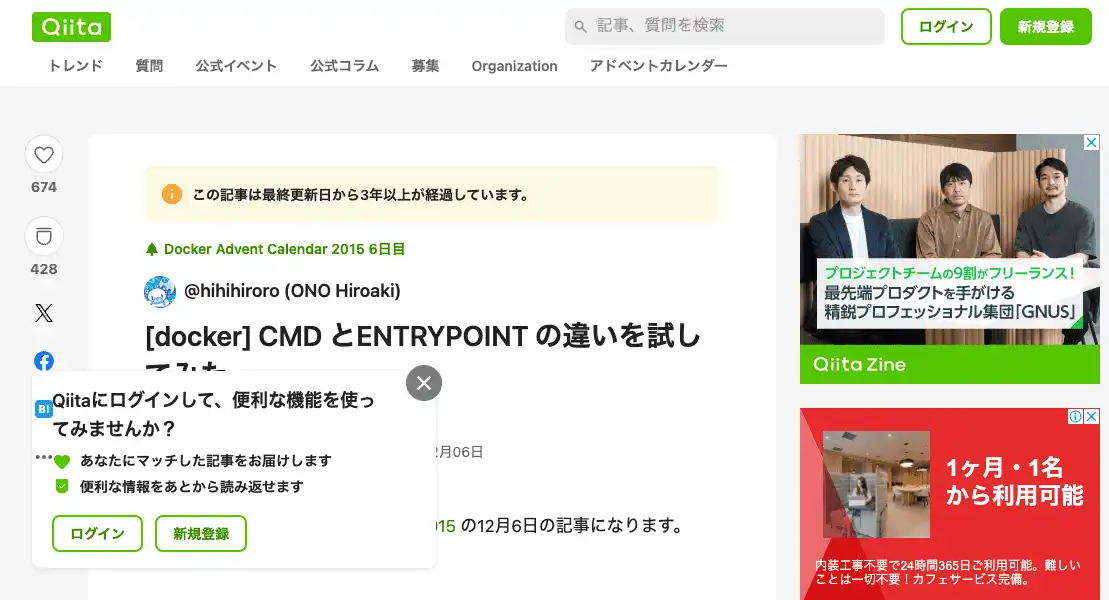 Qiita
記事、質問を検索
ログイン
新規登録
トレンド 質問 公式イベント 公式コラム 募集 Organization アドベントカレンダー
674
428
この記事は最終更新日から3年以上が経過しています。
Docker Advent Calendar 2015 6日目
@hihihiroro (ONO Hiroaki)
[docker] CMD とENTRYPOINT の違いを試し
てみた
2月06日
015 の12月6日の記事になります。
B!
Qiitaにログインして、便利な機能を使っ
てみませんか？
あなたにマッチした記事をお届けします
便利な情報をあとから読み返せます
ログイン
新規登録
プロジェクトチームの9割がフリーランス！
最先端プロダクトを手がける
精鋭プロフェッショナル集団「GNUS」
Qiita Zine
1ヶ月・1名
から利用可能
内装工事不要で24時間365日ご利用可能。難しい
ことは一切不要！カフェサービス完備。